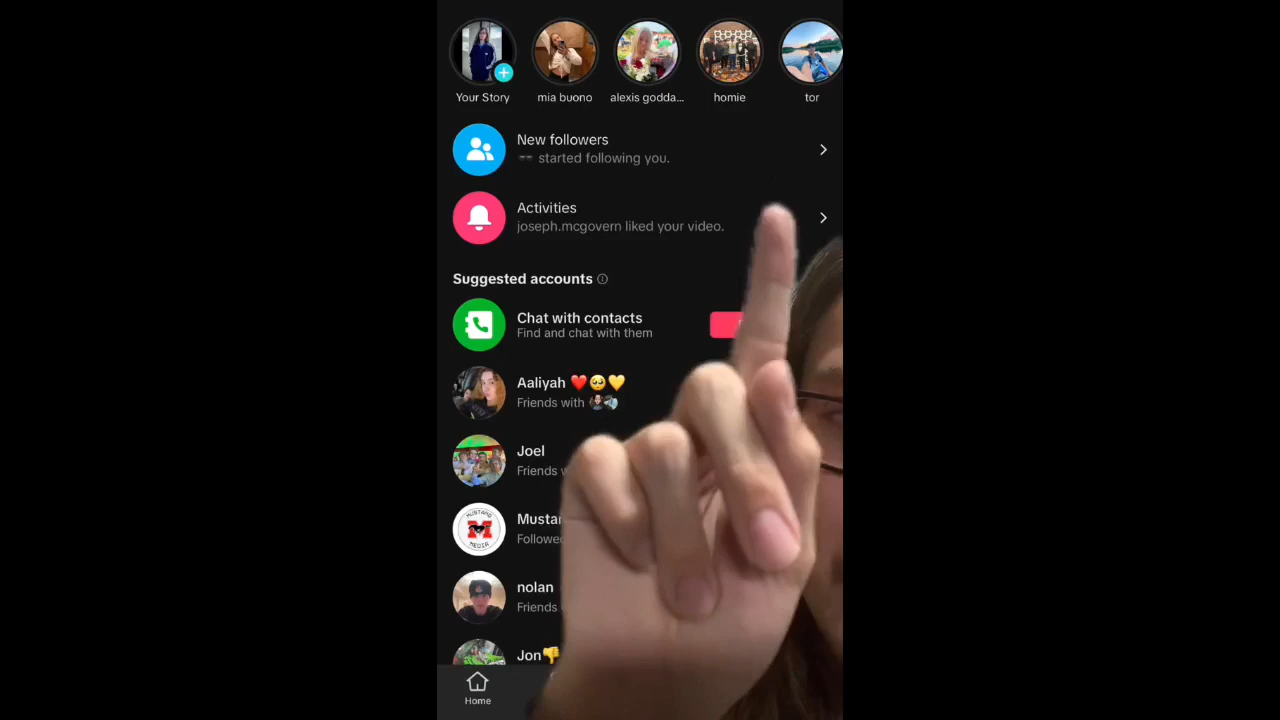 Your Story
mia buono
alexis godda...
homie
tor
New followers
started following you.
Activities
joseph.mcgovern liked your video.
Suggested accounts
Chat with contacts
Find and chat with them
Aaliyah ❤️🥺💛
Friends with
Joel
Friends
MUSTANG
M
MEDIA
nolan
Friends
Jon👎
Home